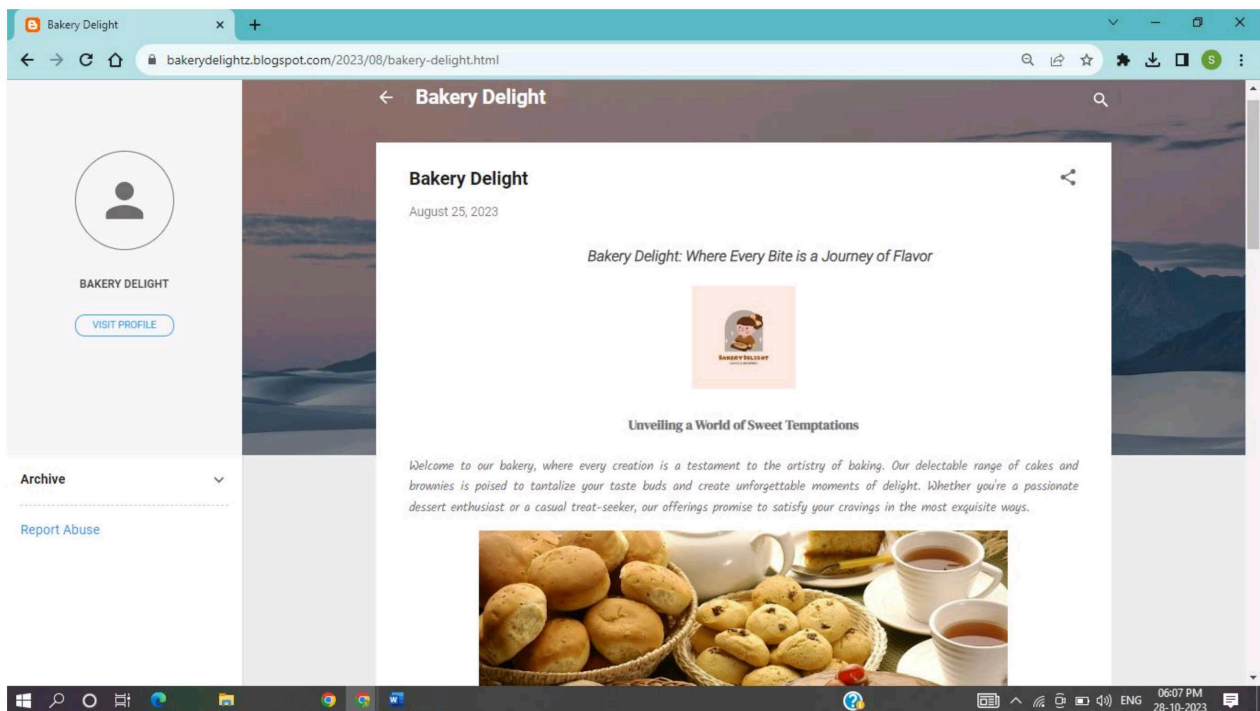 Bakery Delight
bakerydelightz.blogspot.com/2023/08/bakery-delight.html
S
Bakery Delight
BAKERY DELIGHT
VISIT PROFILE
Archive
Report Abuse
Bakery Delight
August 25, 2023
Bakery Delight: Where Every Bite is a Journey of Flavor
BAKERY DELIGHT
Unveiling a World of Sweet Temptations
Welcome to our bakery, where every creation is a testament to the artistry of baking. Our delectable range of cakes and
brownies is poised to tantalize your taste buds and create unforgettable moments of delight. Whether you're a passionate
dessert enthusiast or a casual treat-seeker, our offerings promise to satisfy your cravings in the most exquisite ways.
ENG
06:07 PM
28-10-2023